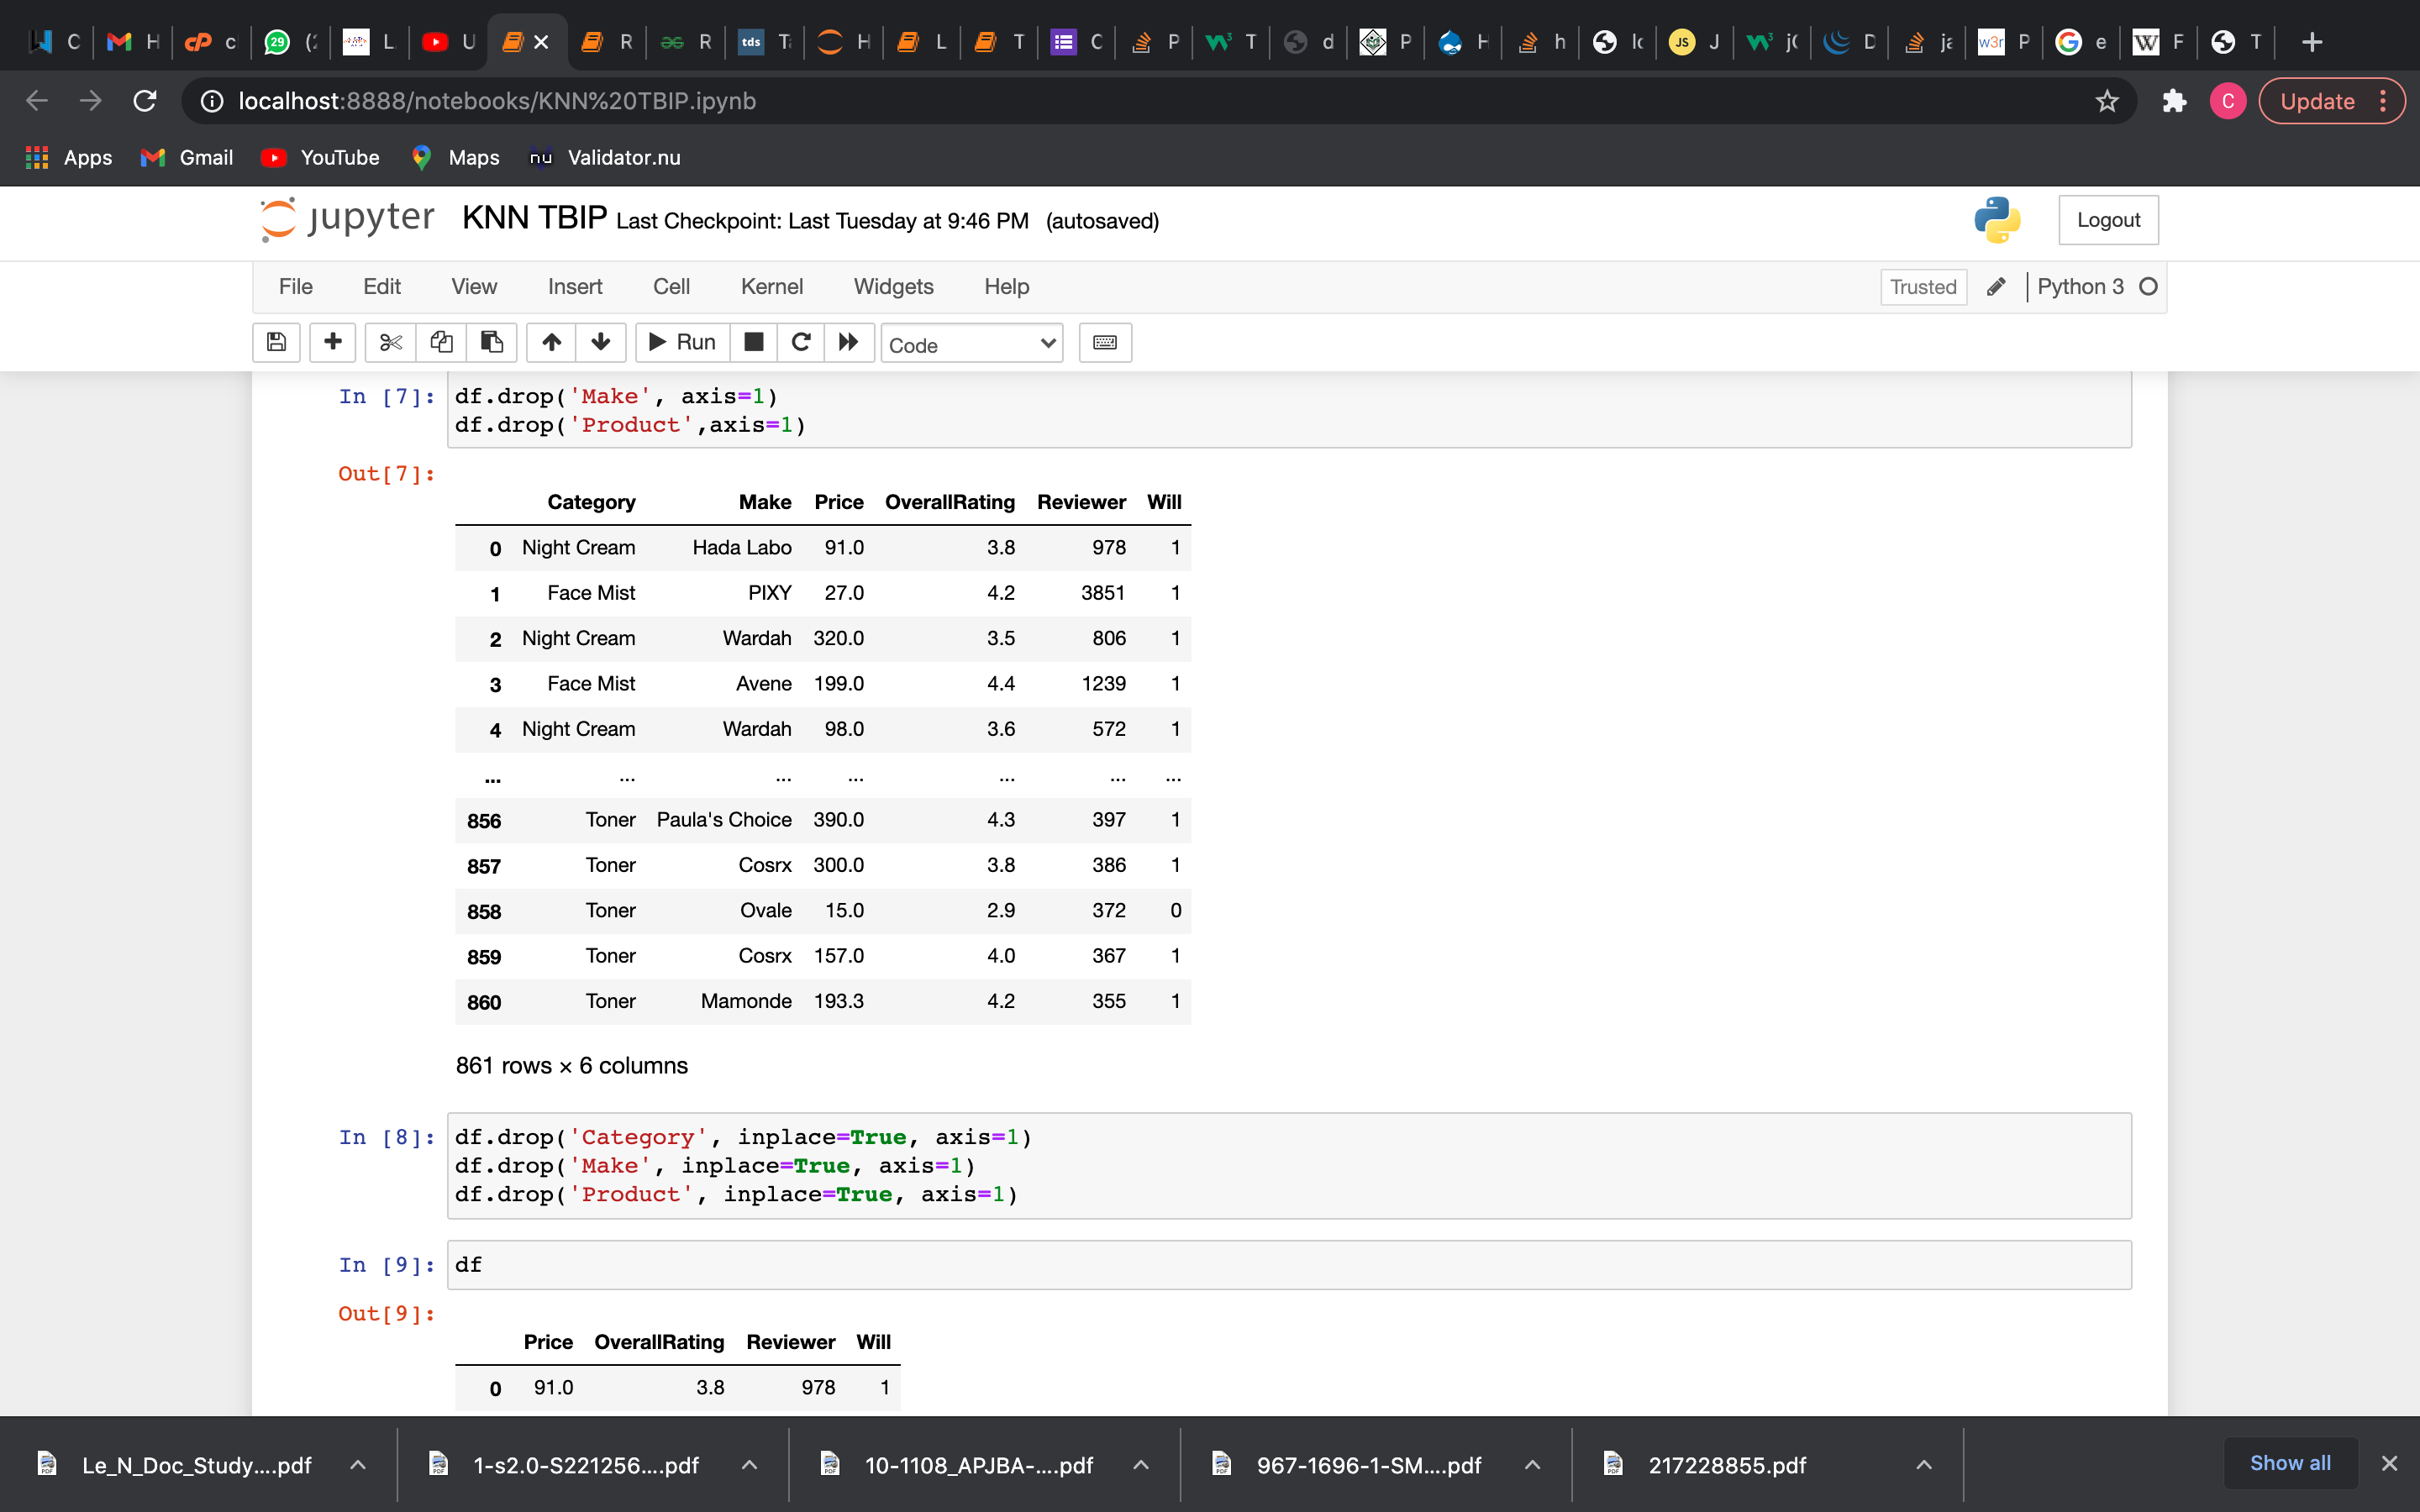 C H c (2 L U R R tds T H L T C P T d P H h lo JS J j( D ja w3r P e F T
localhost:8888/notebooks/KNN%20TBIP.ipynb
C Update
Apps Gmail YouTube Maps nu Validator.nu
jupyter KNN TBIP Last Checkpoint: Last Tuesday at 9:46 PM (autosaved)
Logout
File Edit View Insert Cell Kernel Widgets Help Trusted Python 3
Run Code
In [7]: df.drop('Make', axis=1)
df.drop('Product',axis=1)
Out[7]:
Category Make Price OverallRating Reviewer Will
0 Night Cream Hada Labo 91.0 3.8 978 1
1 Face Mist PIXY 27.0 4.2 3851 1
2 Night Cream Wardah 320.0 3.5 806 1
3 Face Mist Avene 199.0 4.4 1239 1
4 Night Cream Wardah 98.0 3.6 572 1
... ... ... ... ... ... ...
856 Toner Paula's Choice 390.0 4.3 397 1
857 Toner Cosrx 300.0 3.8 386 1
858 Toner Ovale 15.0 2.9 372 0
859 Toner Cosrx 157.0 4.0 367 1
860 Toner Mamonde 193.3 4.2 355 1
861 rows × 6 columns
In [8]: df.drop('Category', inplace=True, axis=1)
df.drop('Make', inplace=True, axis=1)
df.drop('Product', inplace=True, axis=1)
In [9]: df
Out[9]:
Price OverallRating Reviewer Will
0 91.0 3.8 978 1
Le_N_Doc_Study....pdf 1-s2.0-S221256....pdf 10-1108_APJBA-....pdf 967-1696-1-SM....pdf 217228855.pdf Show all